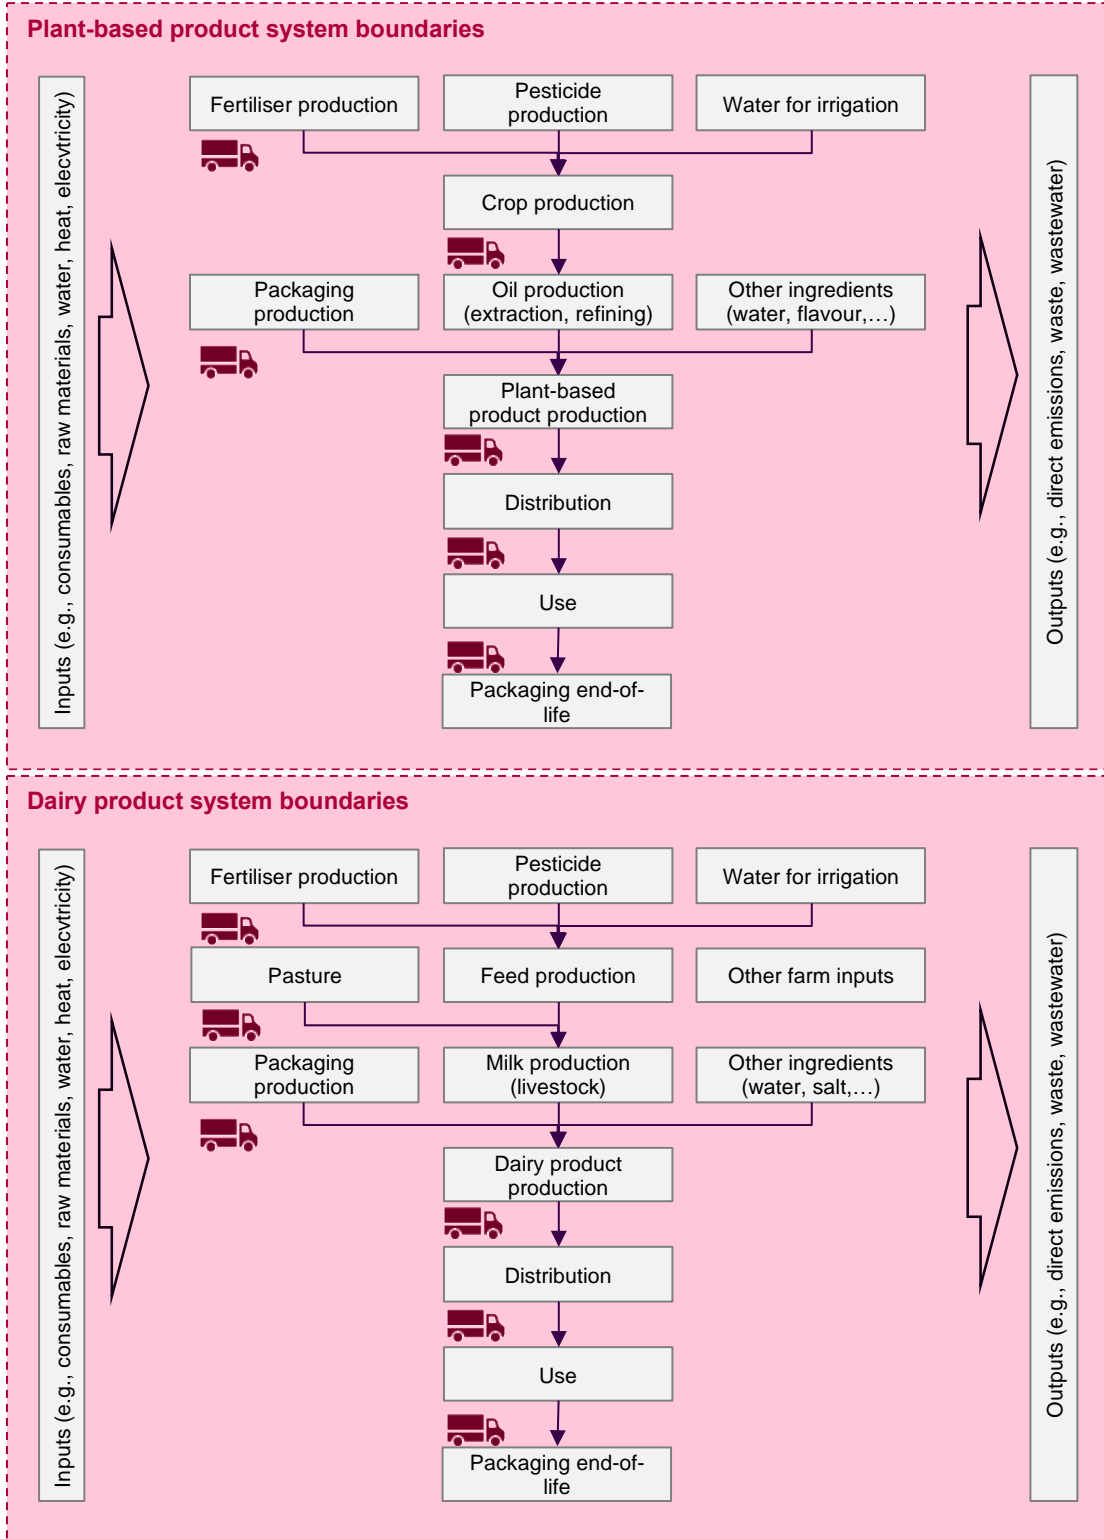 Plant-based product system boundaries
Inputs (e.g., consumables, raw materials, water, heat, elecvtricity)
Fertiliser production
Pesticide
production
Water for irrigation
Crop production
Packaging
production
Oil production
(extraction, refining)
Other ingredients
(water, flavour,…)
Plant-based
product production
Distribution
Use
Packaging end-of-
life
Outputs (e.g., direct emissions, waste, wastewater)
Dairy product system boundaries
Inputs (e.g., consumables, raw materials, water, heat, elecvtricity)
Fertiliser production
Pesticide
production
Water for irrigation
Pasture
Feed production
Other farm inputs
Packaging
production
Milk production
(livestock)
Other ingredients
(water, salt,…)
Dairy product
production
Distribution
Use
Packaging end-of-
life
Outputs (e.g., direct emissions, waste, wastewater)